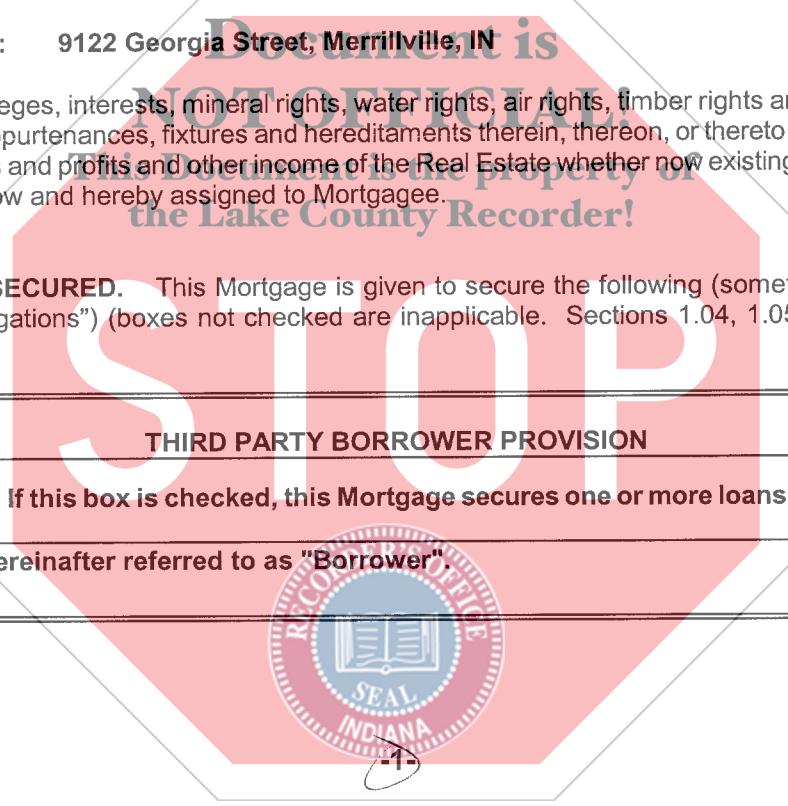 Document is
: 9122 Georgia Street, Merrillville, IN
NOT OFFICIAL!
eges, interests, mineral rights, water rights, air rights, timber rights a
ppurtenances, fixtures and hereditaments therein, thereon, or thereto
This Document is the property of
s and profits and other income of the Real Estate whether now existing
ow and hereby assigned to Mortgagee.
the Lake County Recorder!
SECURED. This Mortgage is given to secure the following (somet
gations") (boxes not checked are inapplicable. Sections 1.04, 1.05
STOP
THIRD PARTY BORROWER PROVISION
If this box is checked, this Mortgage secures one or more loans
ereinafter referred to as "Borrower".
RECORDER'S OFFICE
SEAL
INDIANA
-1-